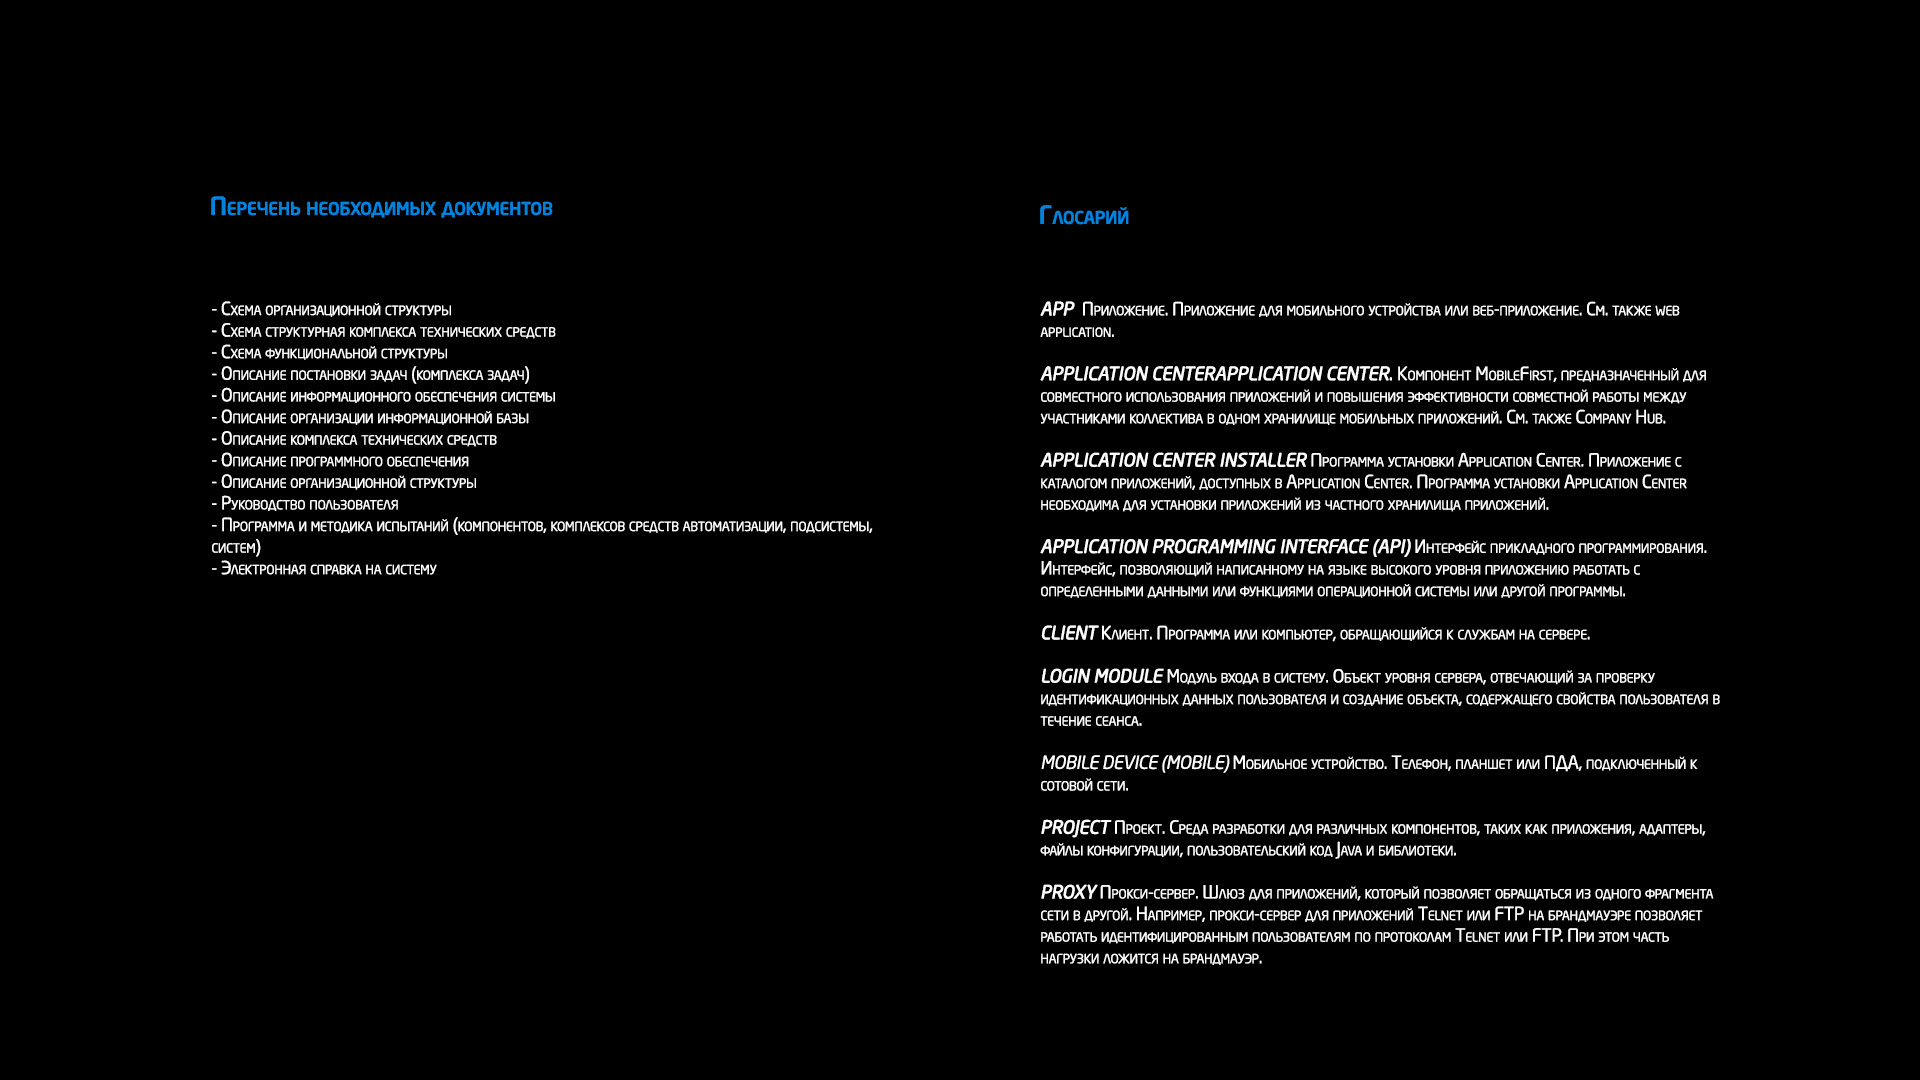 Перечень необходимых документов
- Схема организационной структуры
- Схема структурная комплекса технических средств
- Схема функциональной структуры
- Описание постановки задач (комплекса задач)
- Описание информационного обеспечения системы
- Описание организации информационной базы
- Описание комплекса технических средств
- Описание программного обеспечения
- Описание организационной структуры
- Руководство пользователя
- Программа и методика испытаний (компонентов, комплексов средств автоматизации, подсистемы,
систем)
- Электронная справка на систему
Глосарий
APP Приложение. Приложение для мобильного устройства или веб-приложение. См. также web
application.
APPLICATION CENTERAPPLICATION CENTER. Компонент MobileFirst, предназначенный для
совместного использования приложений и повышения эффективности совместной работы между
участниками коллектива в одном хранилище мобильных приложений. См. также Company Hub.
APPLICATION CENTER INSTALLER Программа установки Application Center. Приложение с
каталогом приложений, доступных в Application Center. Программа установки Application Center
необходима для установки приложений из частного хранилища приложений.
APPLICATION PROGRAMMING INTERFACE (API) Интерфейс прикладного программирования.
Интерфейс, позволяющий написанному на языке высокого уровня приложению работать с
определенными данными или функциями операционной системы или другой программы.
CLIENT Клиент. Программа или компьютер, обращающийся к службам на сервере.
LOGIN MODULE Модуль входа в систему. Объект уровня сервера, отвечающий за проверку
идентификационных данных пользователя и создание объекта, содержащего свойства пользователя в
течение сеанса.
MOBILE DEVICE (MOBILE) Мобильное устройство. Телефон, планшет или ПДА, подключенный к
сотовой сети.
PROJECT Проект. Среда разработки для различных компонентов, таких как приложения, адаптеры,
файлы конфигурации, пользовательский код Java и библиотеки.
PROXY Прокси-сервер. Шлюз для приложений, который позволяет обращаться из одного фрагмента
сети в другой. Например, прокси-сервер для приложений Telnet или FTP на брандмауэре позволяет
работать идентифицированным пользователям по протоколам Telnet или FTP. При этом часть
нагрузки ложится на брандмауэр.